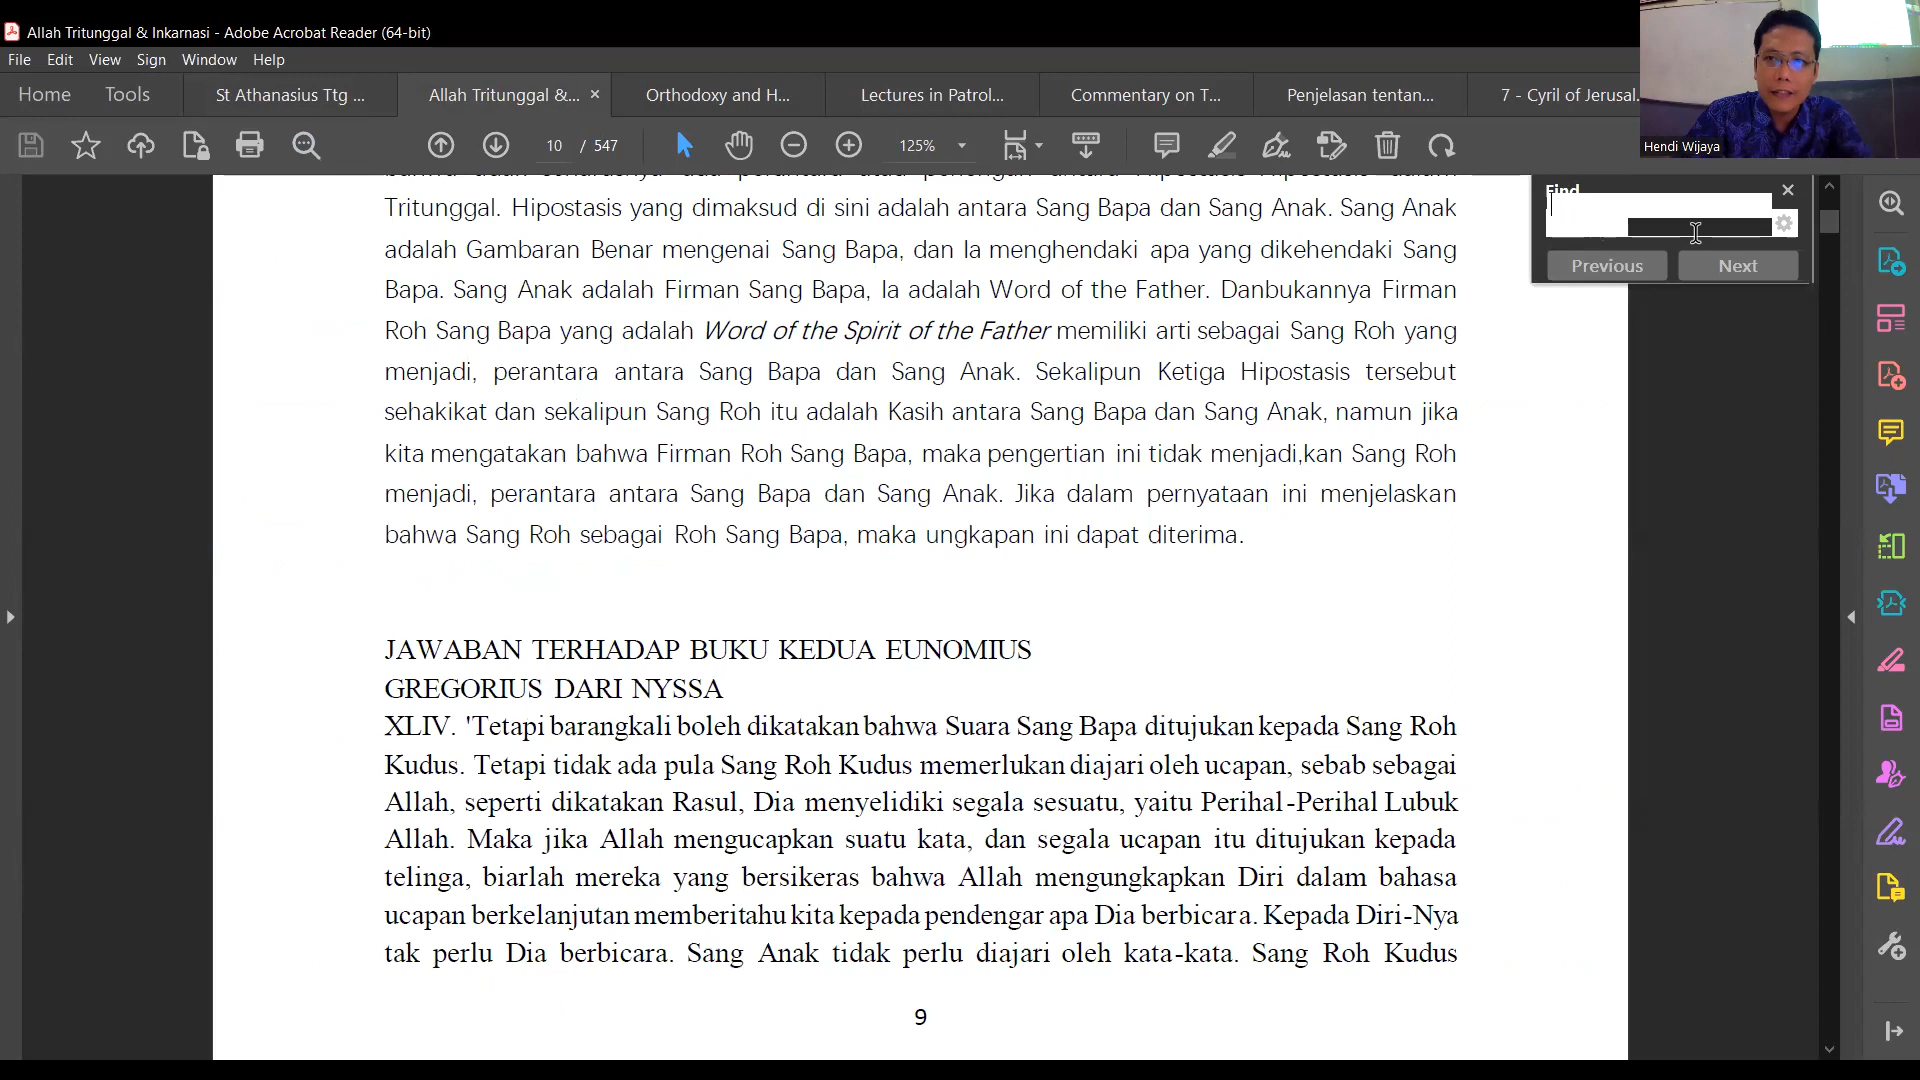 Allah Tritunggal & Inkarnasi - Adobe Acrobat Reader (64-bit)
File Edit View Sign Window Help
Home Tools St Athanasius Ttg ... Allah Tritunggal &... Orthodoxy and H... Lectures in Patrol... Commentary on T... Penjelasan tentan... 7 - Cyril of Jerusal...
10 / 547 125%
Hendi Wijaya
Find
Previous Next
Tritunggal. Hipostasis yang dimaksud di sini adalah antara Sang Bapa dan Sang Anak. Sang Anak
adalah Gambaran Benar mengenai Sang Bapa, dan Ia menghendaki apa yang dikehendaki Sang
Bapa. Sang Anak adalah Firman Sang Bapa, Ia adalah Word of the Father. Danbukannya Firman
Roh Sang Bapa yang adalah Word of the Spirit of the Father memiliki arti sebagai Sang Roh yang
menjadi, perantara antara Sang Bapa dan Sang Anak. Sekalipun Ketiga Hipostasis tersebut
sehakikat dan sekalipun Sang Roh itu adalah Kasih antara Sang Bapa dan Sang Anak, namun jika
kita mengatakan bahwa Firman Roh Sang Bapa, maka pengertian ini tidak menjadi,kan Sang Roh
menjadi, perantara antara Sang Bapa dan Sang Anak. Jika dalam pernyataan ini menjelaskan
bahwa Sang Roh sebagai Roh Sang Bapa, maka ungkapan ini dapat diterima.
JAWABAN TERHADAP BUKU KEDUA EUNOMIUS
GREGORIUS DARI NYSSA
XLIV. 'Tetapi barangkali boleh dikatakan bahwa Suara Sang Bapa ditujukan kepada Sang Roh
Kudus. Tetapi tidak ada pula Sang Roh Kudus memerlukan diajari oleh ucapan, sebab sebagai
Allah, seperti dikatakan Rasul, Dia menyelidiki segala sesuatu, yaitu Perihal-Perihal Lubuk
Allah. Maka jika Allah mengucapkan suatu kata, dan segala ucapan itu ditujukan kepada
telinga, biarlah mereka yang bersikeras bahwa Allah mengungkapkan Diri dalam bahasa
ucapan berkelanjutan memberitahu kita kepada pendengar apa Dia berbicara. Kepada Diri-Nya
tak perlu Dia berbicara. Sang Anak tidak perlu diajari oleh kata-kata. Sang Roh Kudus
9